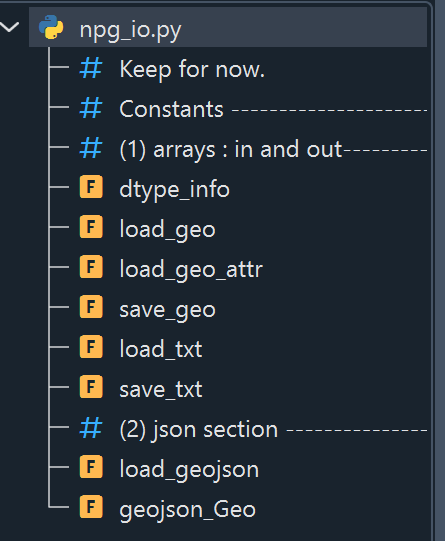 npg_io.py
# Keep for now.
# Constants --------------------
# (1) arrays : in and out---------
F dtype_info
F load_geo
F load_geo_attr
F save_geo
F load_txt
F save_txt
# (2) json section ---------------
F load_geojson
F geojson_Geo